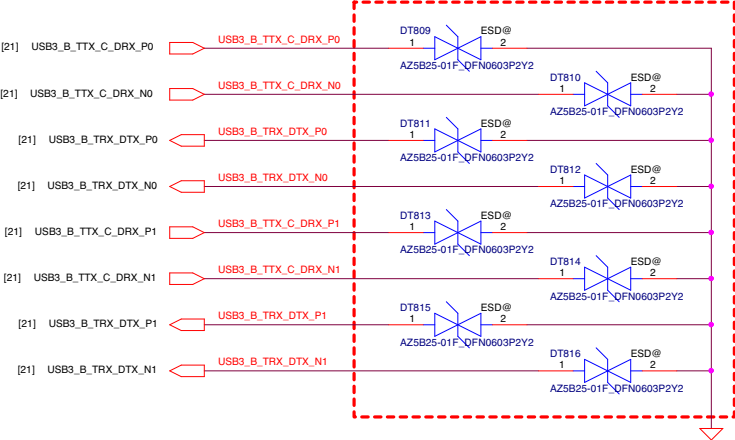 [21] USB3_B_TTX_C_DRX_P0 USB3_B_TTX_C_DRX_P0 DT809 ESD@
1 2
AZ5B25-01F_DFN0603P2Y2
[21] USB3_B_TTX_C_DRX_N0 USB3_B_TTX_C_DRX_N0 DT810 ESD@
1 2
AZ5B25-01F_DFN0603P2Y2
[21] USB3_B_TRX_DTX_P0 USB3_B_TRX_DTX_P0 DT811 ESD@
1 2
AZ5B25-01F_DFN0603P2Y2
[21] USB3_B_TRX_DTX_N0 USB3_B_TRX_DTX_N0 DT812 ESD@
1 2
AZ5B25-01F_DFN0603P2Y2
[21] USB3_B_TTX_C_DRX_P1 USB3_B_TTX_C_DRX_P1 DT813 ESD@
1 2
AZ5B25-01F_DFN0603P2Y2
[21] USB3_B_TTX_C_DRX_N1 USB3_B_TTX_C_DRX_N1 DT814 ESD@
1 2
AZ5B25-01F_DFN0603P2Y2
[21] USB3_B_TRX_DTX_P1 USB3_B_TRX_DTX_P1 DT815 ESD@
1 2
AZ5B25-01F_DFN0603P2Y2
[21] USB3_B_TRX_DTX_N1 USB3_B_TRX_DTX_N1 DT816 ESD@
1 2
AZ5B25-01F_DFN0603P2Y2